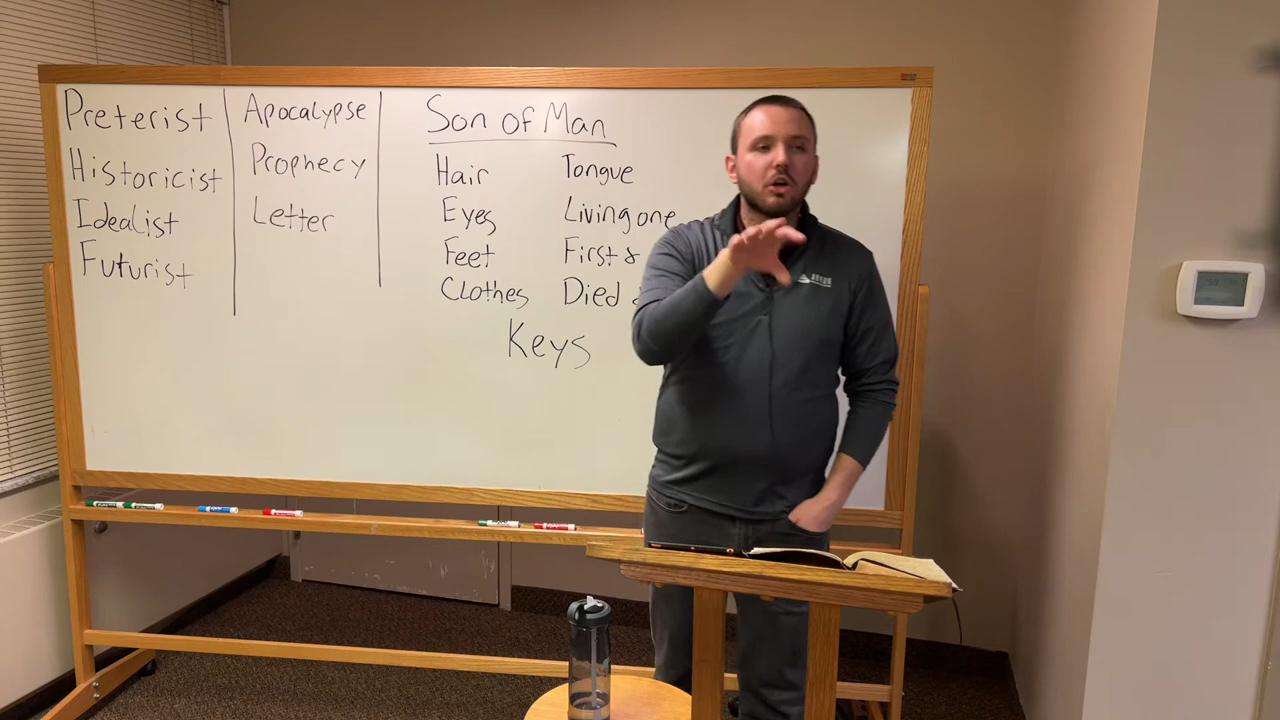 Preterist
Historicist
Idealist
Futurist
Apocalypse
Prophecy
Letter
Son of Man
Hair
Eyes
Feet
Clothes
Tongue
Living one
First &
Died
Keys